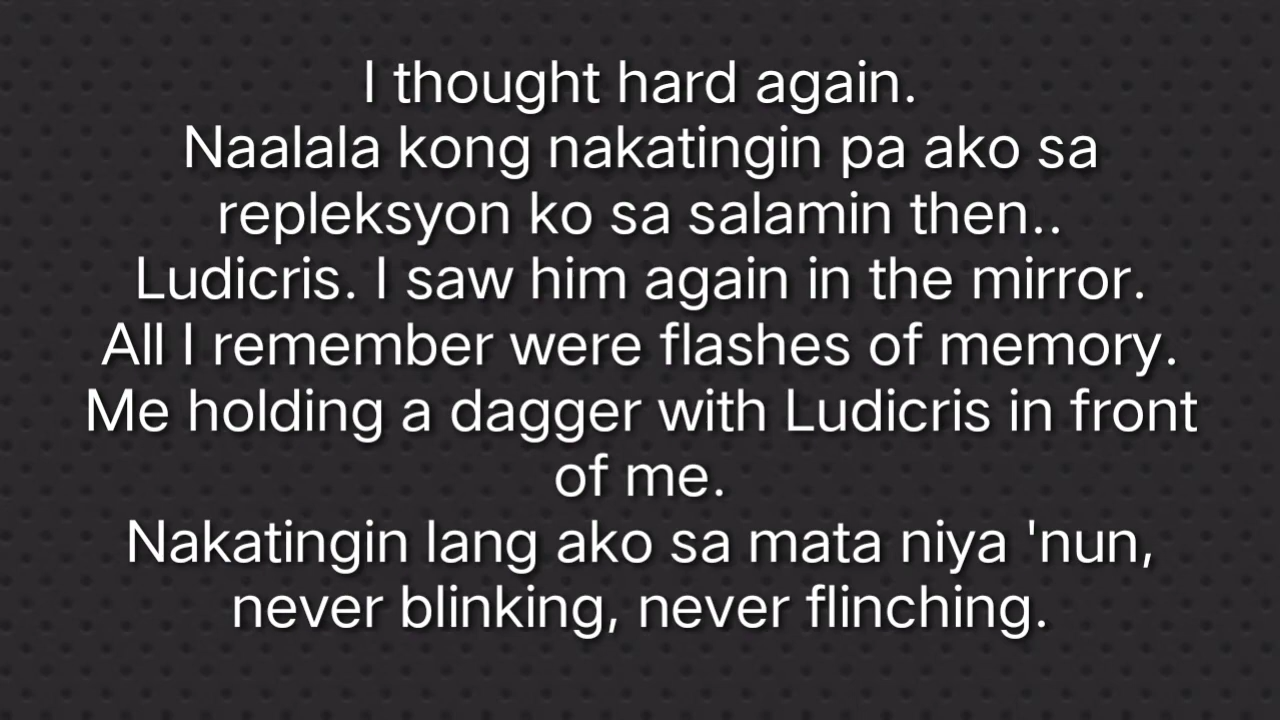 I thought hard again.
Naalala kong nakatingin pa ako sa
repleksyon ko sa salamin then..
Ludicris. I saw him again in the mirror.
All I remember were flashes of memory.
Me holding a dagger with Ludicris in front
of me.
Nakatingin lang ako sa mata niya 'nun,
never blinking, never flinching.